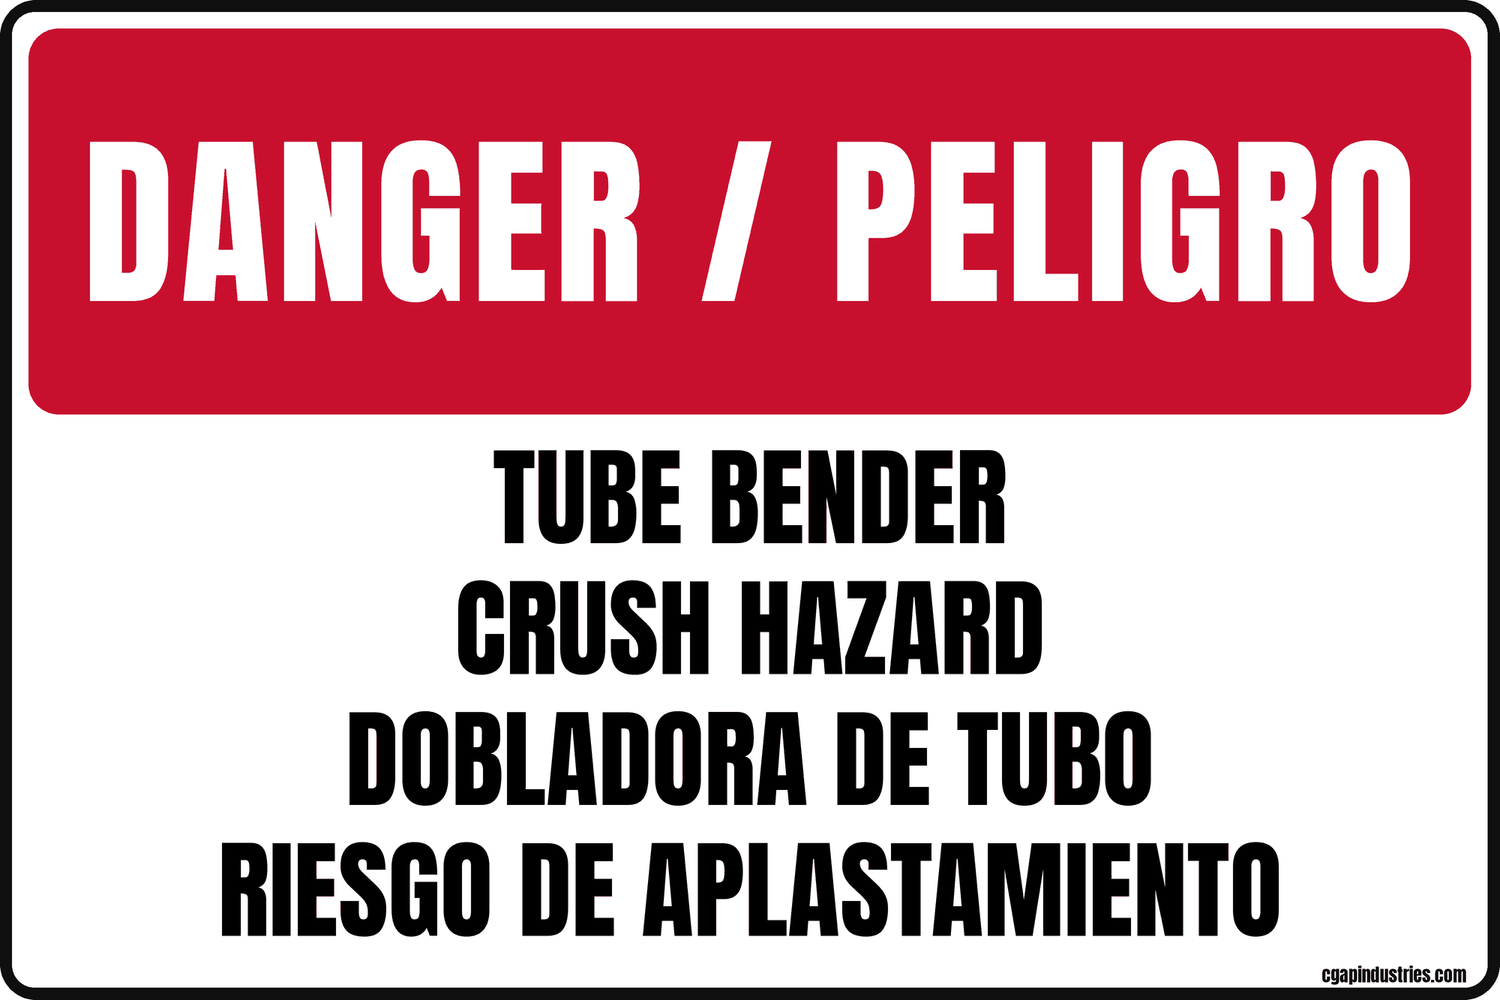 DANGER / PELIGRO
TUBE BENDER
CRUSH HAZARD
DOBLADORA DE TUBO
RIESGO DE APLASTAMIENTO
cgapindustries.com